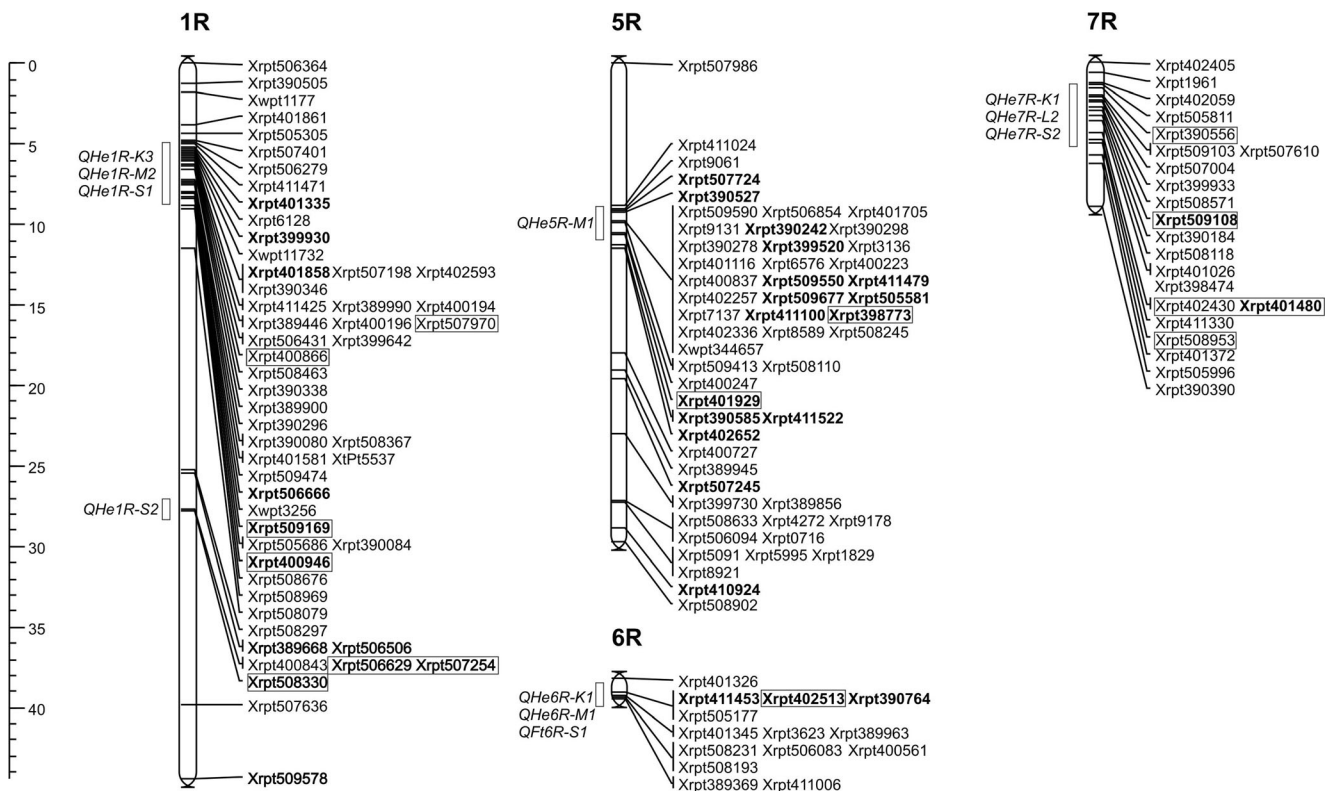 1R
0
5
10
15
20
25
30
35
40
QHe1R-K3
QHe1R-M2
QHe1R-S1
QHe1R-S2
Xrpt506364
Xrpt390505
Xwpt1177
Xrpt401861
Xrpt505305
Xrpt507401
Xrpt506279
Xrpt411471
Xrpt401335
Xrpt6128
Xrpt399930
Xwpt11732
Xrpt401858 Xrpt507198 Xrpt402593
Xrpt390346
Xrpt411425 Xrpt389990 Xrpt400194
Xrpt389446 Xrpt400196 Xrpt507970
Xrpt506431 Xrpt399642
Xrpt400866
Xrpt508463
Xrpt390338
Xrpt389900
Xrpt390296
Xrpt390080 Xrpt508367
Xrpt401581 XtPt5537
Xrpt509474
Xrpt506666
Xwpt3256
Xrpt509169
Xrpt505686 Xrpt390084
Xrpt400946
Xrpt508676
Xrpt508969
Xrpt508079
Xrpt508297
Xrpt389668 Xrpt506506
Xrpt400843 Xrpt506629 Xrpt507254
Xrpt508330
Xrpt507636
Xrpt509578
5R
QHe5R-M1
Xrpt507986
Xrpt411024
Xrpt9061
Xrpt507724
Xrpt390527
Xrpt509590 Xrpt506854 Xrpt401705
Xrpt9131 Xrpt390242 Xrpt390298
Xrpt390278 Xrpt399520 Xrpt3136
Xrpt401116 Xrpt6576 Xrpt400223
Xrpt400837 Xrpt509550 Xrpt411479
Xrpt402257 Xrpt509677 Xrpt505581
Xrpt7137 Xrpt411100 Xrpt398773
Xrpt402336 Xrpt8589 Xrpt508245
Xwpt344657
Xrpt509413 Xrpt508110
Xrpt400247
Xrpt401929
Xrpt390585 Xrpt411522
Xrpt402652
Xrpt400727
Xrpt389945
Xrpt507245
Xrpt399730 Xrpt389856
Xrpt508633 Xrpt4272 Xrpt9178
Xrpt506094 Xrpt0716
Xrpt5091 Xrpt5995 Xrpt1829
Xrpt8921
Xrpt410924
Xrpt508902
6R
QHe6R-K1
QHe6R-M1
QFt6R-S1
Xrpt401326
Xrpt411453 Xrpt402513 Xrpt390764
Xrpt505177
Xrpt401345 Xrpt3623 Xrpt389963
Xrpt508231 Xrpt506083 Xrpt400561
Xrpt508193
Xrpt389369 Xrpt411006
7R
QHe7R-K1
QHe7R-L2
QHe7R-S2
Xrpt402405
Xrpt1961
Xrpt402059
Xrpt505811
Xrpt390556
Xrpt509103 Xrpt507610
Xrpt507004
Xrpt399933
Xrpt508571
Xrpt509108
Xrpt390184
Xrpt508118
Xrpt401026
Xrpt398474
Xrpt402430 Xrpt401480
Xrpt411330
Xrpt508953
Xrpt401372
Xrpt505996
Xrpt390390